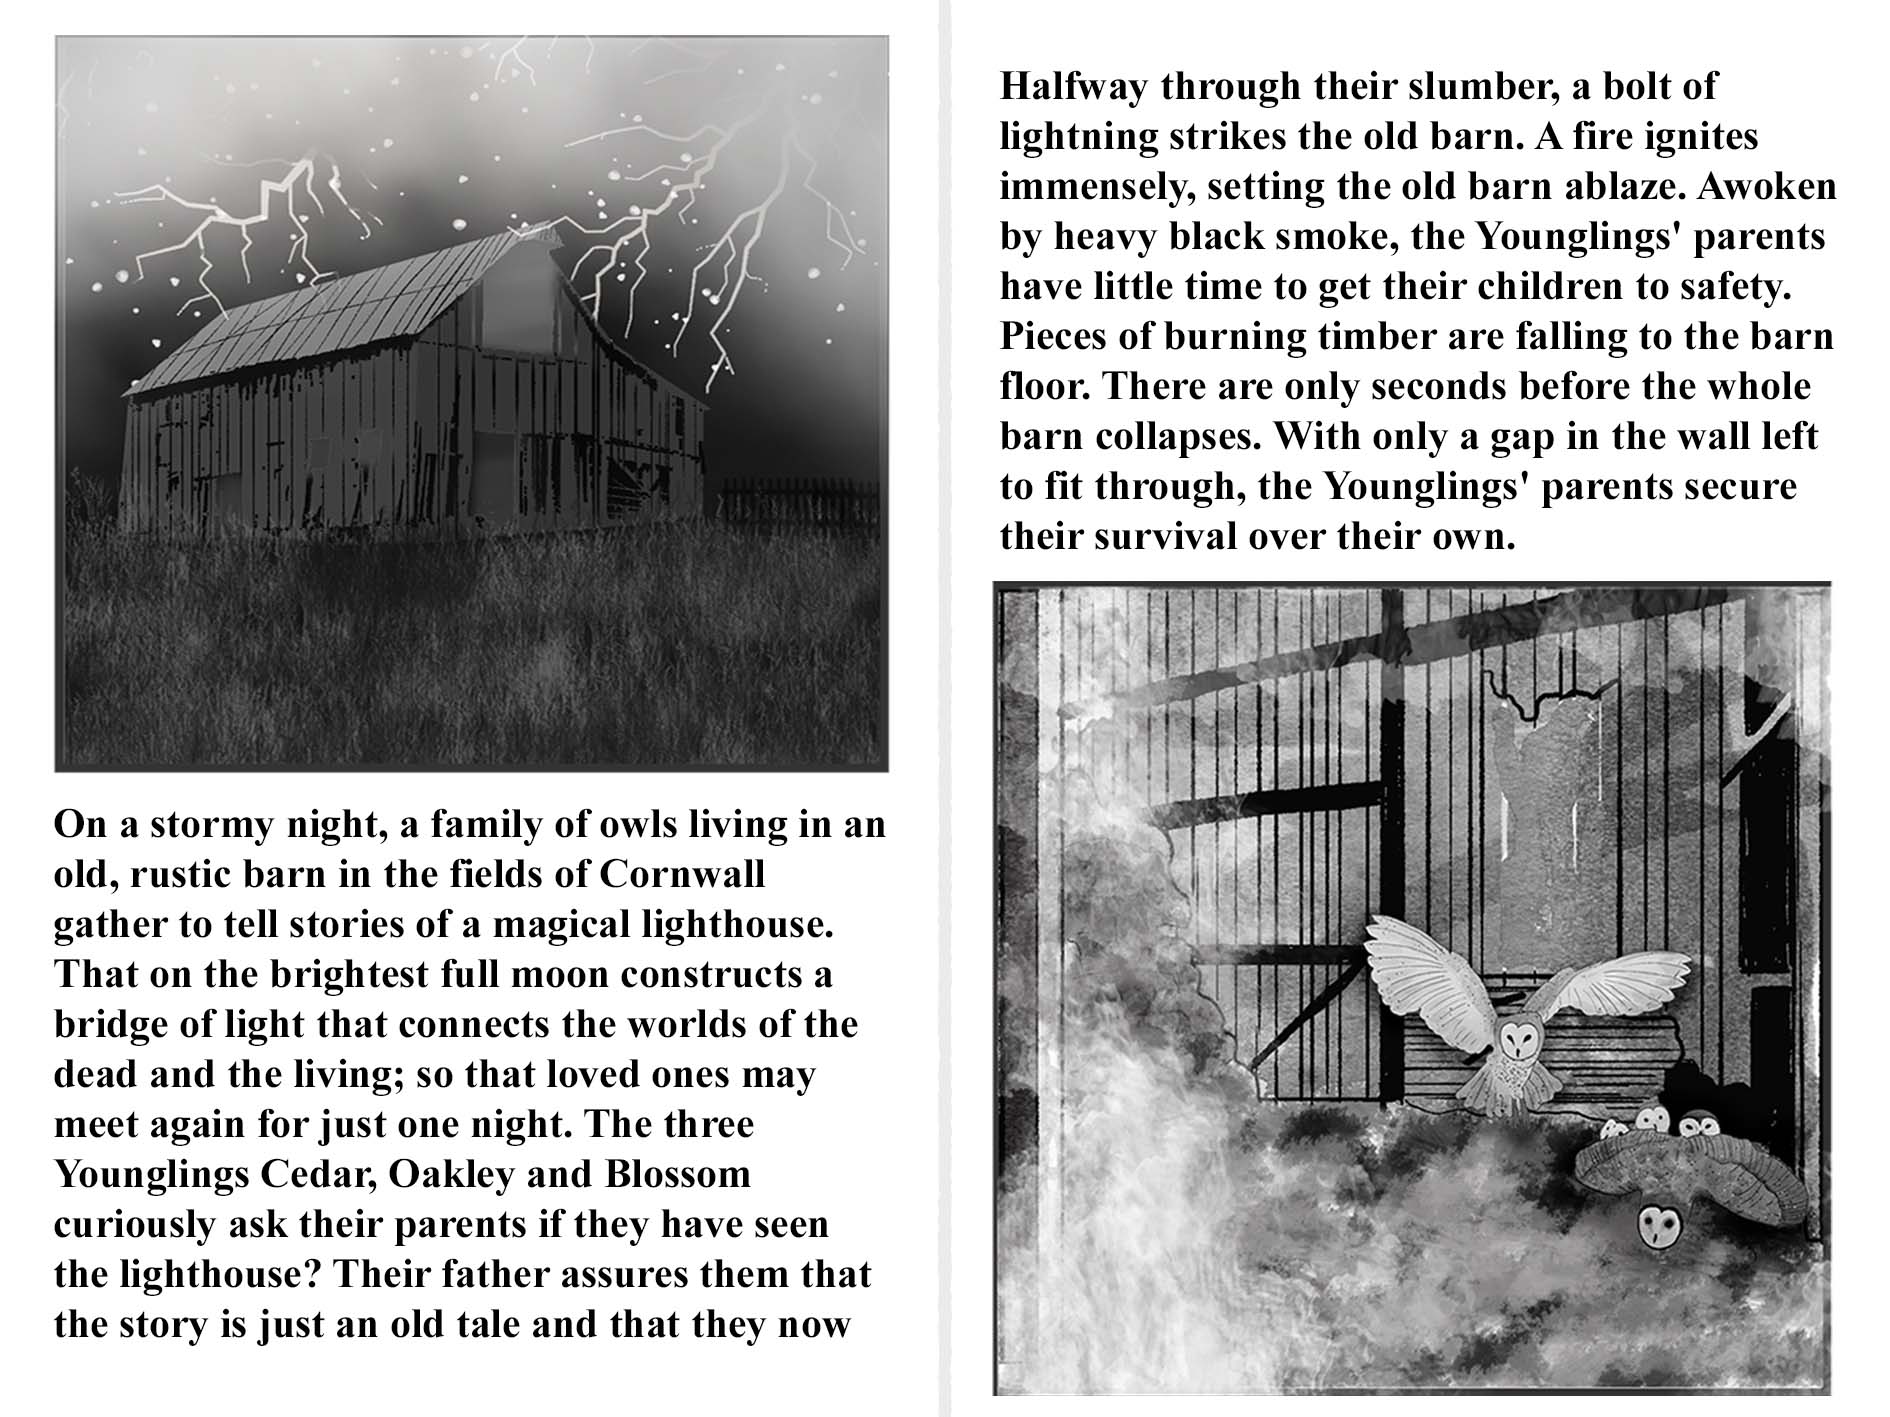 On a stormy night, a family of owls living in an
old, rustic barn in the fields of Cornwall
gather to tell stories of a magical lighthouse.
That on the brightest full moon constructs a
bridge of light that connects the worlds of the
dead and the living; so that loved ones may
meet again for just one night. The three
Younglings Cedar, Oakley and Blossom
curiously ask their parents if they have seen
the lighthouse? Their father assures them that
the story is just an old tale and that they now
Halfway through their slumber, a bolt of
lightning strikes the old barn. A fire ignites
immensely, setting the old barn ablaze. Awoken
by heavy black smoke, the Younglings' parents
have little time to get their children to safety.
Pieces of burning timber are falling to the barn
floor. There are only seconds before the whole
barn collapses. With only a gap in the wall left
to fit through, the Younglings' parents secure
their survival over their own.